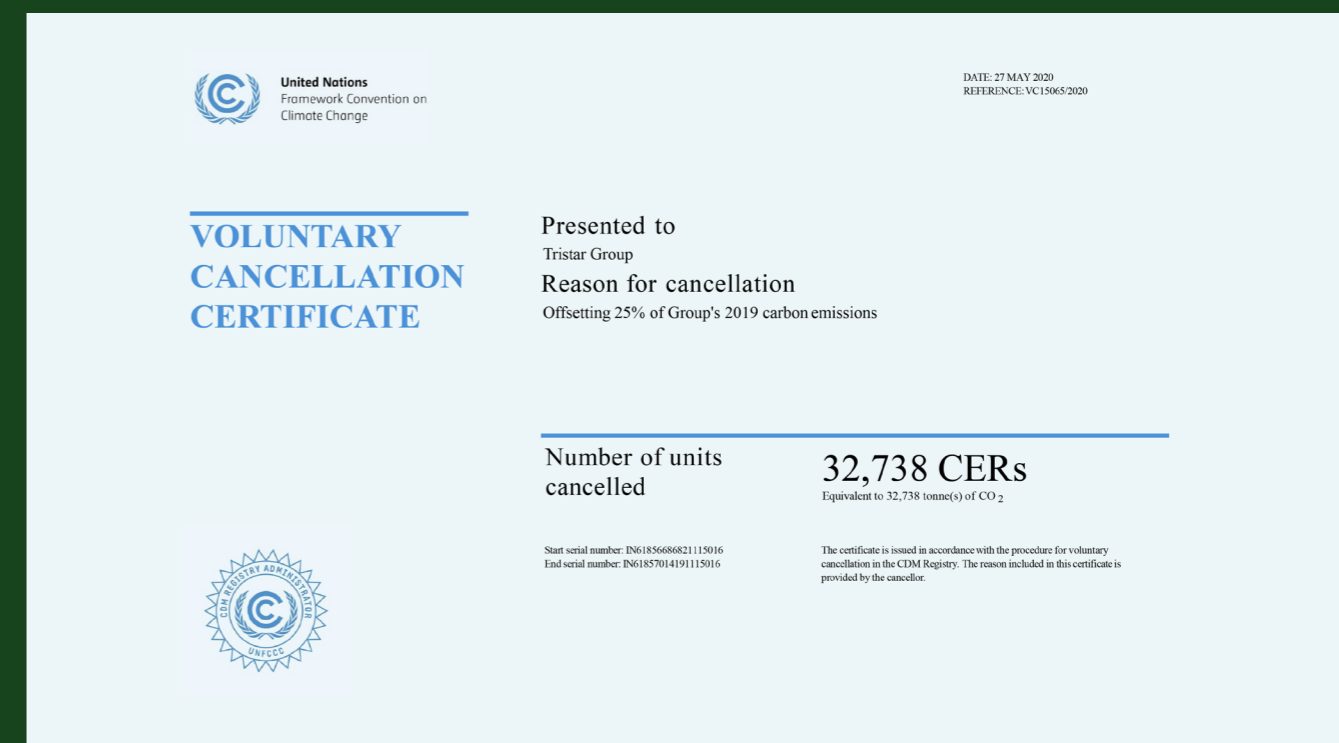 United Nations
Framework Convention on
Climate Change
DATE: 27 MAY 2020
REFERENCE: VC15065/2020
VOLUNTARY
CANCELLATION
CERTIFICATE
Presented to
Tristar Group
Reason for cancellation
Offsetting 25% of Group's 2019 carbon emissions
Number of units
cancelled
32,738 CERs
Equivalent to 32,738 tonne(s) of CO 2
Start serial number: IN61856686821115016
End serial number: IN61857014191115016
The certificate is issued in accordance with the procedure for voluntary
cancellation in the CDM Registry. The reason included in this certificate is
provided by the cancellor.
CDM REGISTRY ADMINISTRATOR
UNFCCC